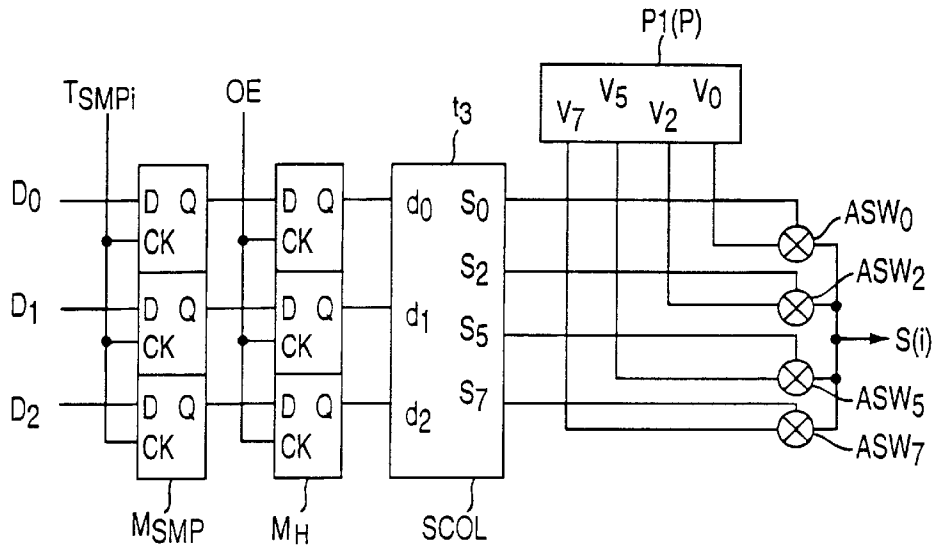 P1(P)
V7 V5 V2 V0
TSMPi OE t3
D0 D Q D Q d0 S0 ASW0
CK CK
S2 ASW2
D1 D Q D Q d1 S5 S(i)
CK CK
ASW5
D2 D Q D Q d2 S7
CK CK ASW7
MSMP MH SCOL